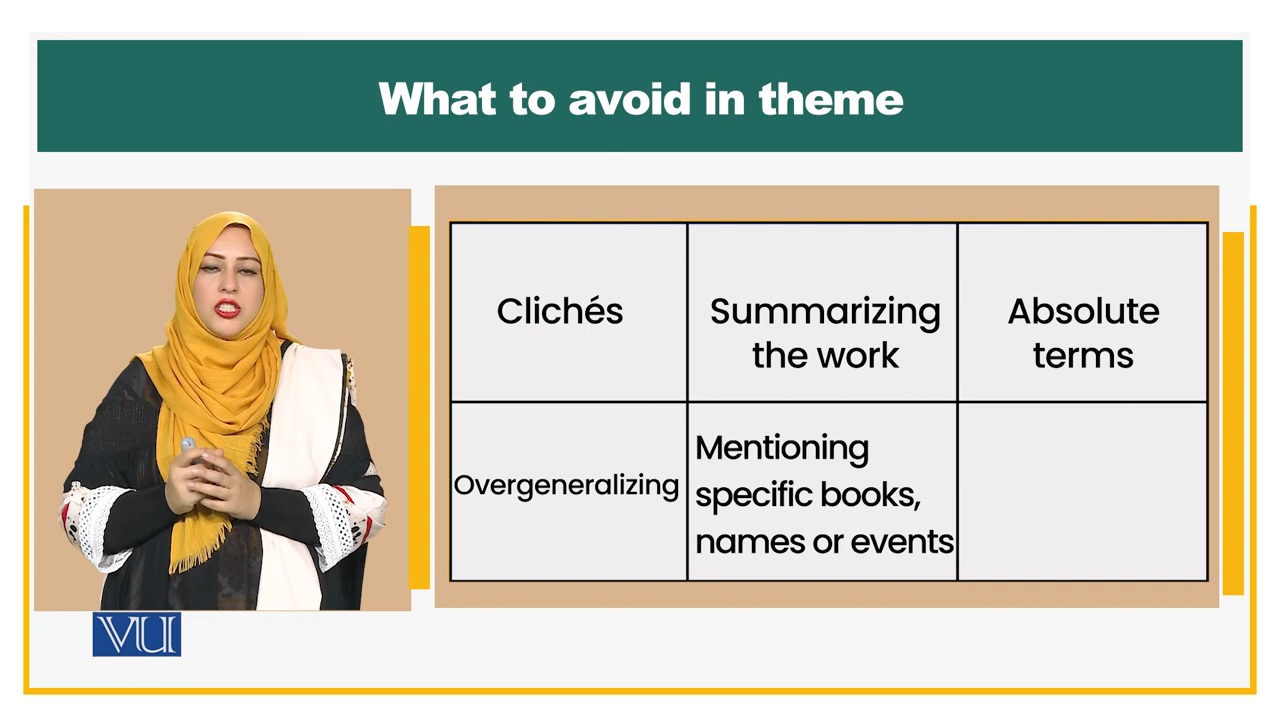 What to avoid in theme
Clichés
Summarizing
the work
Absolute
terms
Overgeneralizing
Mentioning
specific books,
names or events
VU